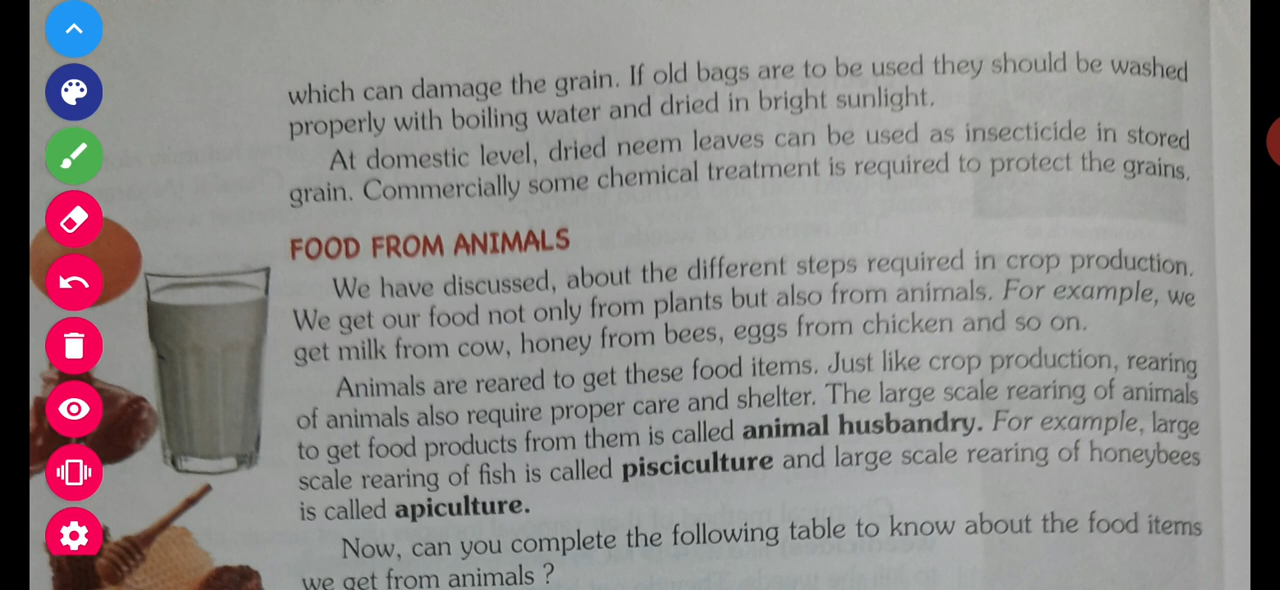 which can damage the grain. If old bags are to be used they should be washed
properly with boiling water and dried in bright sunlight.
At domestic level, dried neem leaves can be used as insecticide in stored
grain. Commercially some chemical treatment is required to protect the grains.
FOOD FROM ANIMALS
We have discussed, about the different steps required in crop production.
We get our food not only from plants but also from animals. For example, we
get milk from cow, honey from bees, eggs from chicken and so on.
Animals are reared to get these food items. Just like crop production, rearing
of animals also require proper care and shelter. The large scale rearing of animals
to get food products from them is called animal husbandry. For example, large
scale rearing of fish is called pisciculture and large scale rearing of honeybees
is called apiculture.
Now, can you complete the following table to know about the food items
we get from animals ?